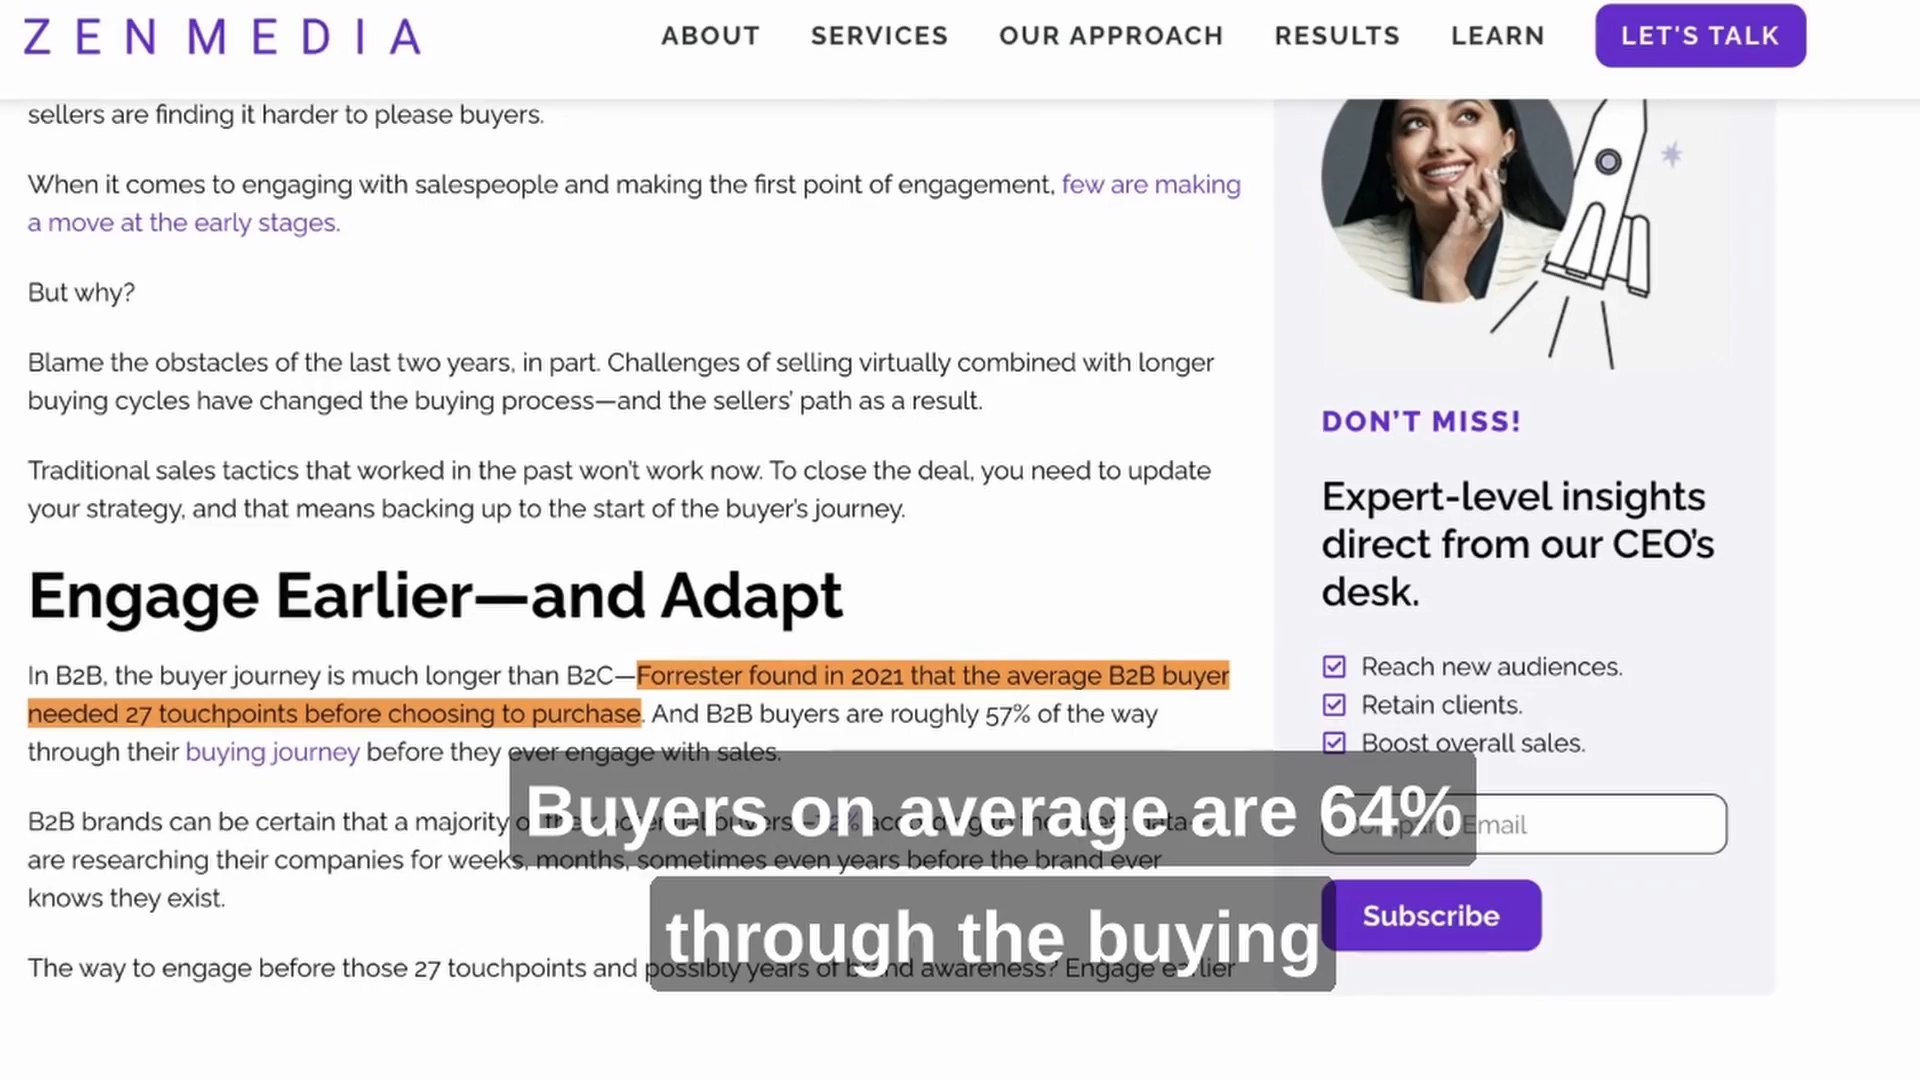 ZENMEDIA
ABOUT SERVICES OUR APPROACH RESULTS LEARN LET'S TALK
sellers are finding it harder to please buyers.
When it comes to engaging with salespeople and making the first point of engagement, few are making
a move at the early stages.
But why?
Blame the obstacles of the last two years, in part. Challenges of selling virtually combined with longer
buying cycles have changed the buying process—and the sellers’ path as a result.
Traditional sales tactics that worked in the past won’t work now. To close the deal, you need to update
your strategy, and that means backing up to the start of the buyer’s journey.
Engage Earlier—and Adapt
In B2B, the buyer journey is much longer than B2C—Forrester found in 2021 that the average B2B buyer
needed 27 touchpoints before choosing to purchase. And B2B buyers are roughly 57% of the way
through their buying journey before they ever engage with sales.
B2B brands can be certain that a majority of their potential buyers
are researching their companies for weeks, months, sometimes even years before the brand ever
knows they exist.
The way to engage before those 27 touchpoints and possibly years of brand awareness? Engage earlier
DON’T MISS!
Expert-level insights
direct from our CEO’s
desk.
Reach new audiences.
Retain clients.
Boost overall sales.
Email
Subscribe
Buyers on average are 64%
through the buying